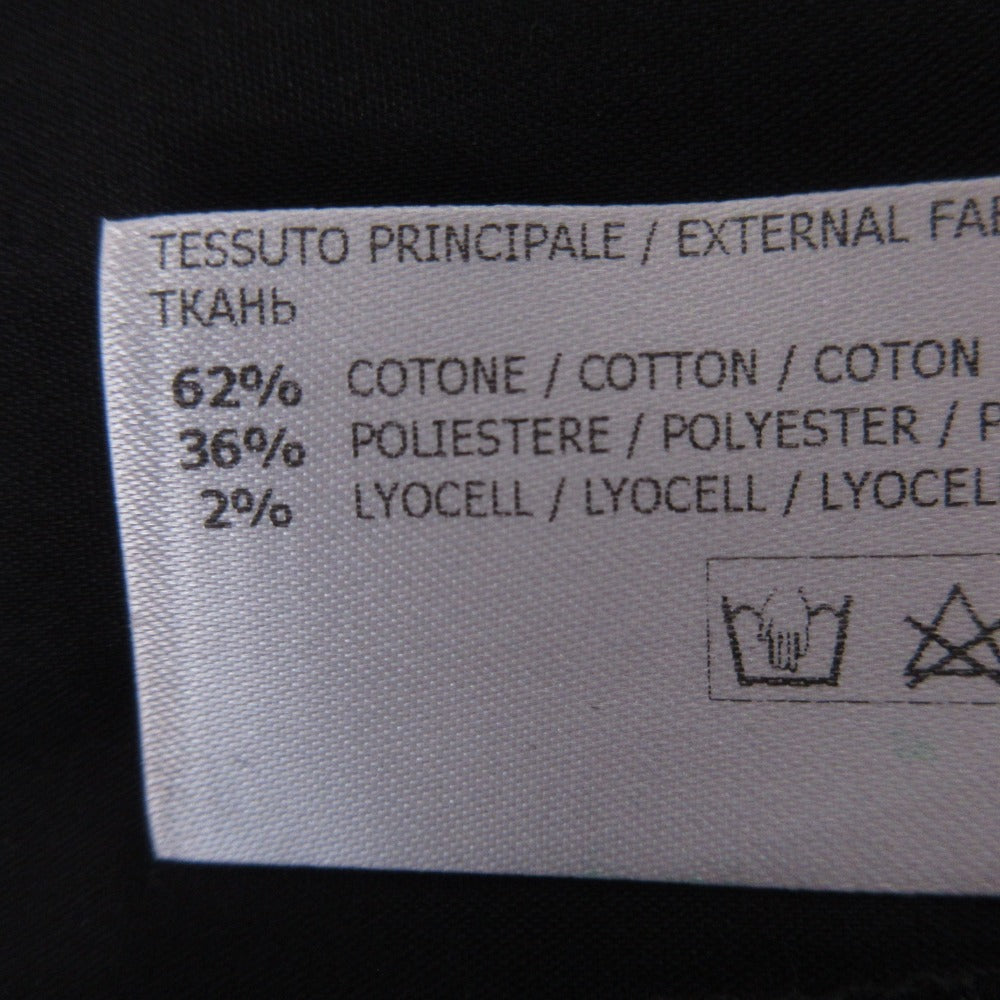 TESSUTO PRINCIPALE / EXTERNAL
ТКАНЬ
62% COTONE / COTTON / COTON
36% POLIESTERE / POLYESTER /
2% LYOCELL / LYOCELL /